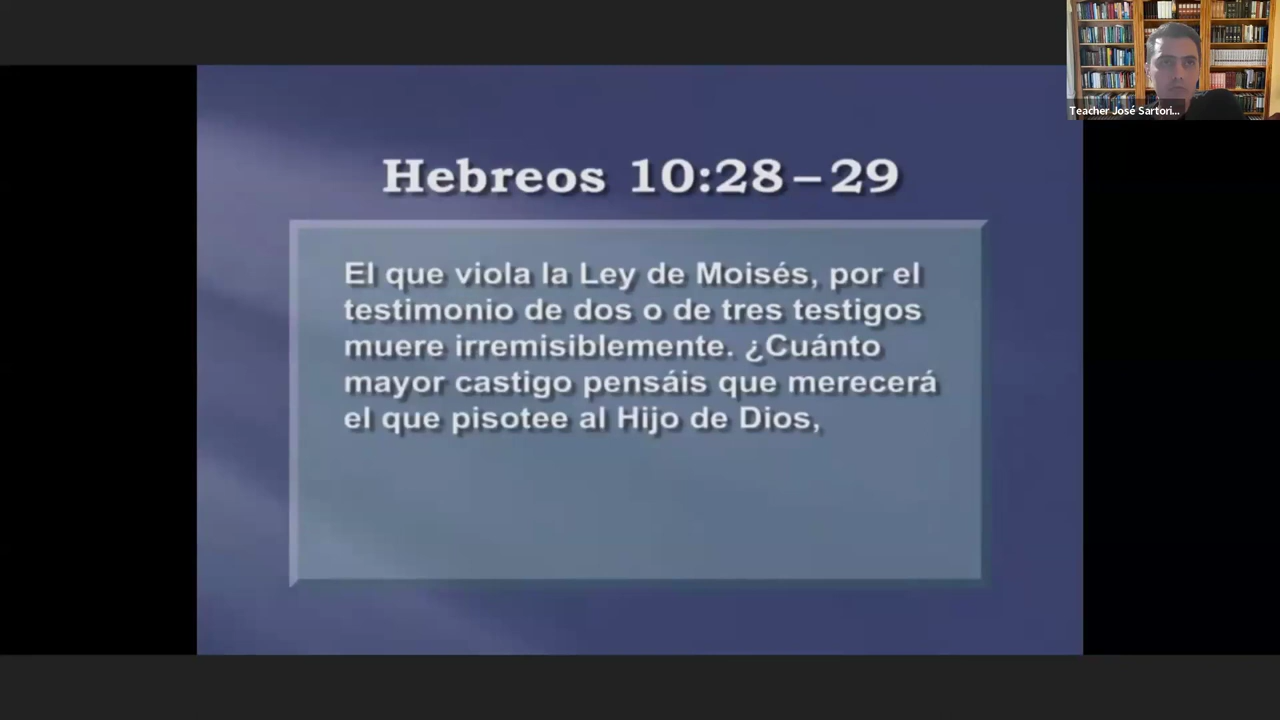 Teacher José Sartori...
Hebreos 10:28–29
El que viola la Ley de Moisés, por el
testimonio de dos o de tres testigos
muere irremisiblemente. ¿Cuánto
mayor castigo pensáis que merecerá
el que pisotee al Hijo de Dios,